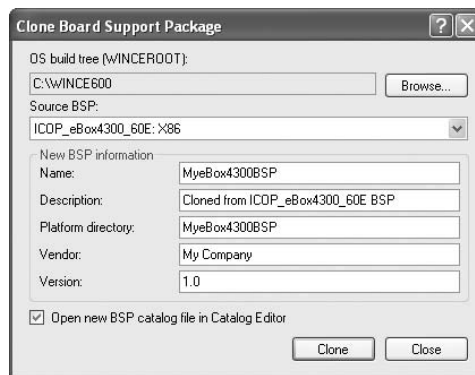 Clone Board Support Package
OS build tree (WINCEROOT):
C:\WINCE600
Browse...
Source BSP:
ICOP_eBox4300_60E: X86
New BSP information
Name: MyeBox4300BSP
Description: Cloned from ICOP_eBox4300_60E BSP
Platform directory: MyeBox4300BSP
Vendor: My Company
Version: 1.0
Open new BSP catalog file in Catalog Editor
Clone Close